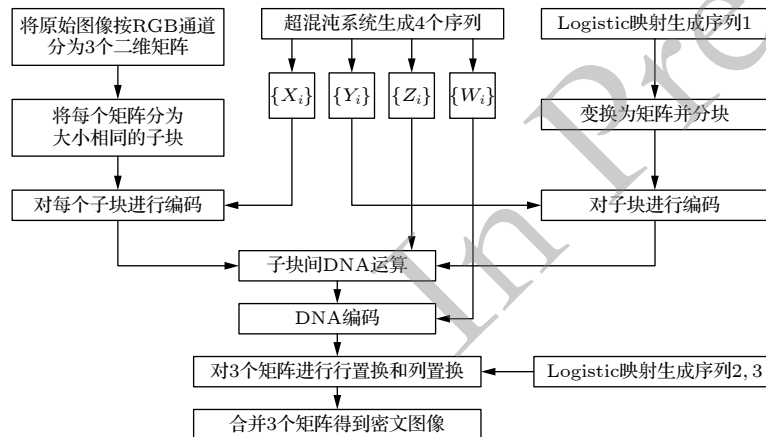 将原始图像按RGB通道
分为3个二维矩阵
超混沌系统生成4个序列
Logistic映射生成序列1
{X_i}
{Y_i}
{Z_i}
{W_i}
将每个矩阵分为
大小相同的子块
变换为矩阵并分块
对每个子块进行编码
对子块进行编码
子块间DNA运算
DNA编码
对3个矩阵进行行置换和列置换
Logistic映射生成序列2, 3
合并3个矩阵得到密文图像
In Pre